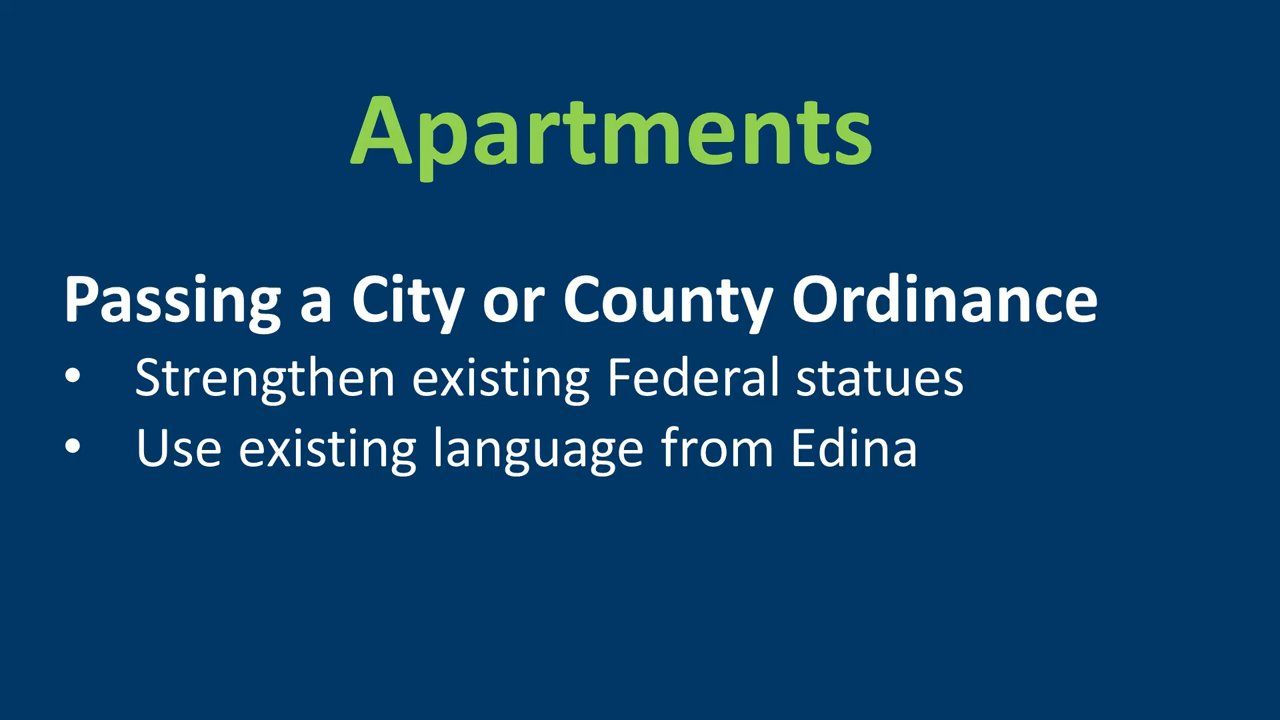 Apartments
Passing a City or County Ordinance
• Strengthen existing Federal statues
• Use existing language from Edina